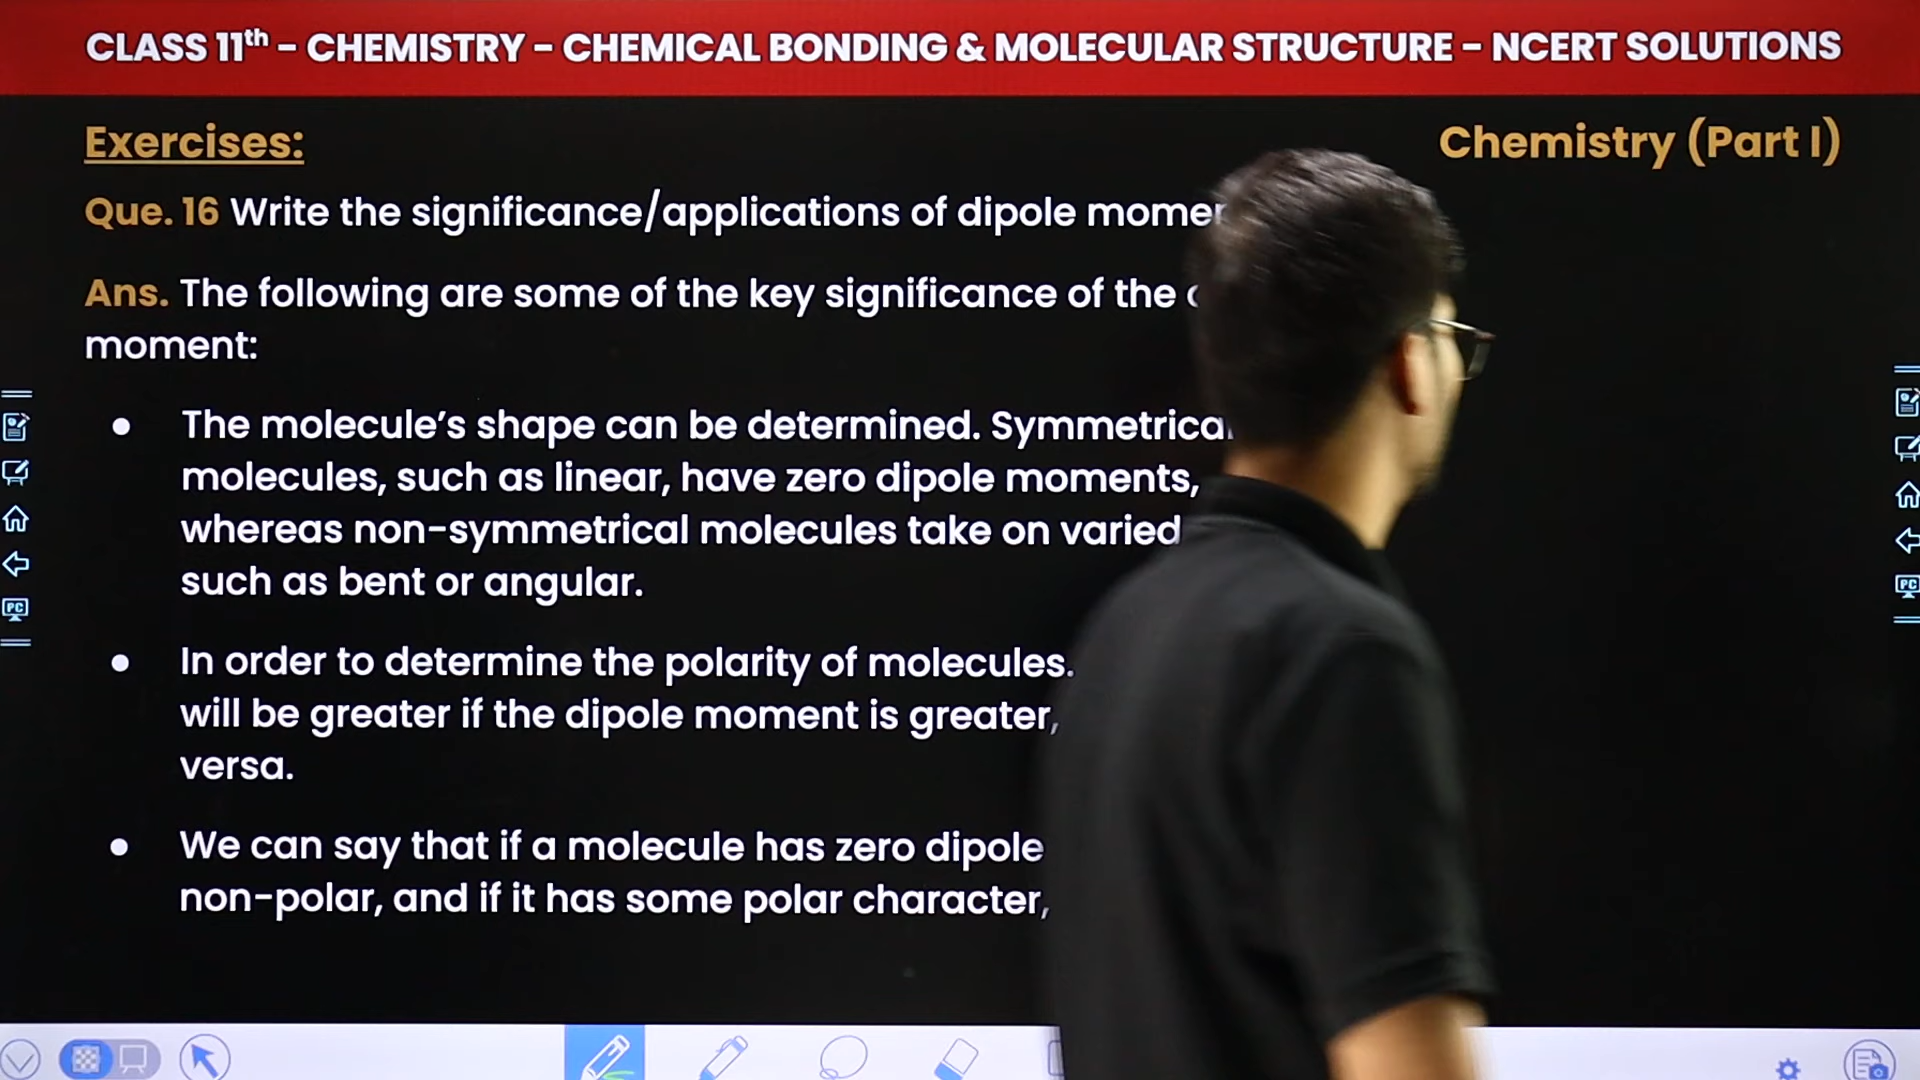 CLASS 11th - CHEMISTRY - CHEMICAL BONDING & MOLECULAR STRUCTURE - NCERT SOLUTIONS
Exercises:
Chemistry (Part I)
Que. 16 Write the significance/applications of dipole
Ans. The following are some of the key significance of the
moment:
• The molecule's shape can be determined. Symmetrical
molecules, such as linear, have zero dipole moments,
whereas non-symmetrical molecules take on varied
such as bent or angular.
• In order to determine the polarity of molecules.
will be greater if the dipole moment is greater,
versa.
• We can say that if a molecule has zero dipole
non-polar, and if it has some polar character,
PC
PC